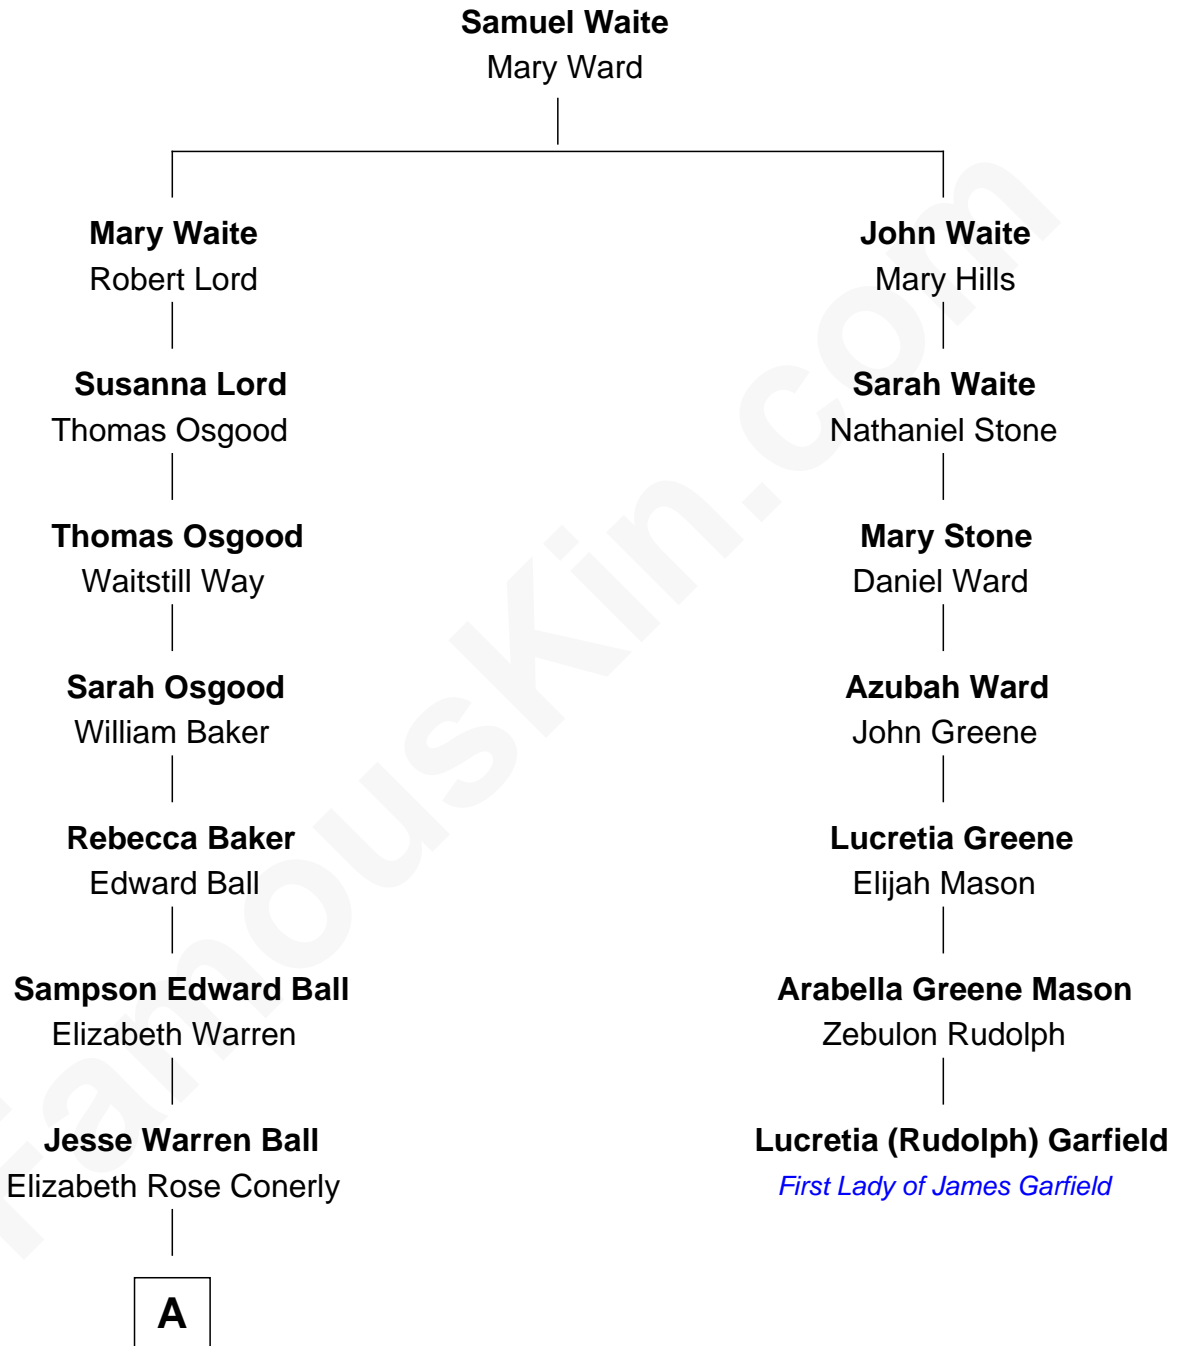 Samuel Waite
Mary Ward
Mary Waite
Robert Lord
John Waite
Mary Hills
Susanna Lord
Thomas Osgood
Sarah Waite
Nathaniel Stone
Thomas Osgood
Waitstill Way
Mary Stone
Daniel Ward
Sarah Osgood
William Baker
Azubah Ward
John Greene
Rebecca Baker
Edward Ball
Lucretia Greene
Elijah Mason
Sampson Edward Ball
Elizabeth Warren
Arabella Greene Mason
Zebulon Rudolph
Jesse Warren Ball
Elizabeth Rose Conerly
Lucretia (Rudolph) Garfield
First Lady of James Garfield
A
FamousKin.com